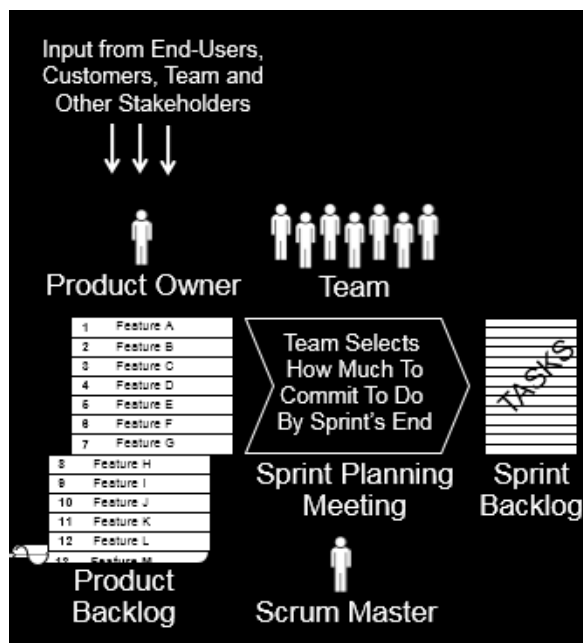 Input from End-Users,
Customers, Team and
Other Stakeholders
Product Owner
Team
1 Feature A
2 Feature B
3 Feature C
4 Feature D
5 Feature E
6 Feature F
7 Feature G
8 Feature H
9 Feature I
10 Feature J
11 Feature K
12 Feature L
Feature M
Product
Backlog
Team Selects
How Much To
Commit To Do
By Sprint's End
Sprint Planning
Meeting
TASKS
Sprint
Backlog
Scrum Master